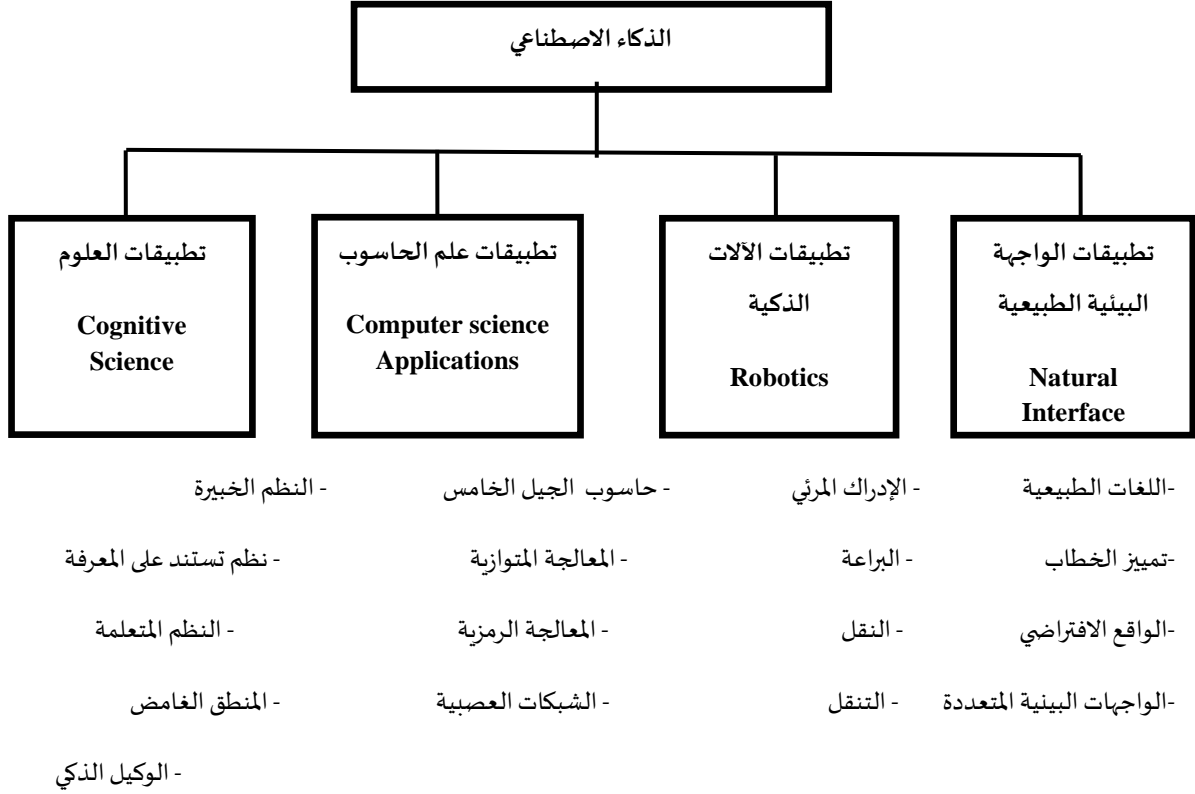 الذكاء الاصطناعي
تطبيقات الواجهة
البيئية الطبيعية
Natural
Interface
تطبيقات الآلات
الذكية
Robotics
تطبيقات علم الحاسوب
Computer science
Applications
تطبيقات العلوم
Cognitive
Science
-اللغات الطبيعية
-تمييز الخطاب
-الواقع الافتراضي
-الواجهات البينية المتعددة
- الإدراك المرئي
- البراعة
- النقل
- التنقل
- حاسوب الجيل الخامس
- المعالجة المتوازية
- المعالجة الرمزية
- الشبكات العصبية
- النظم الخبيرة
- نظم تستند على المعرفة
- النظم المتعلمة
- المنطق الغامض
- الوكيل الذكي